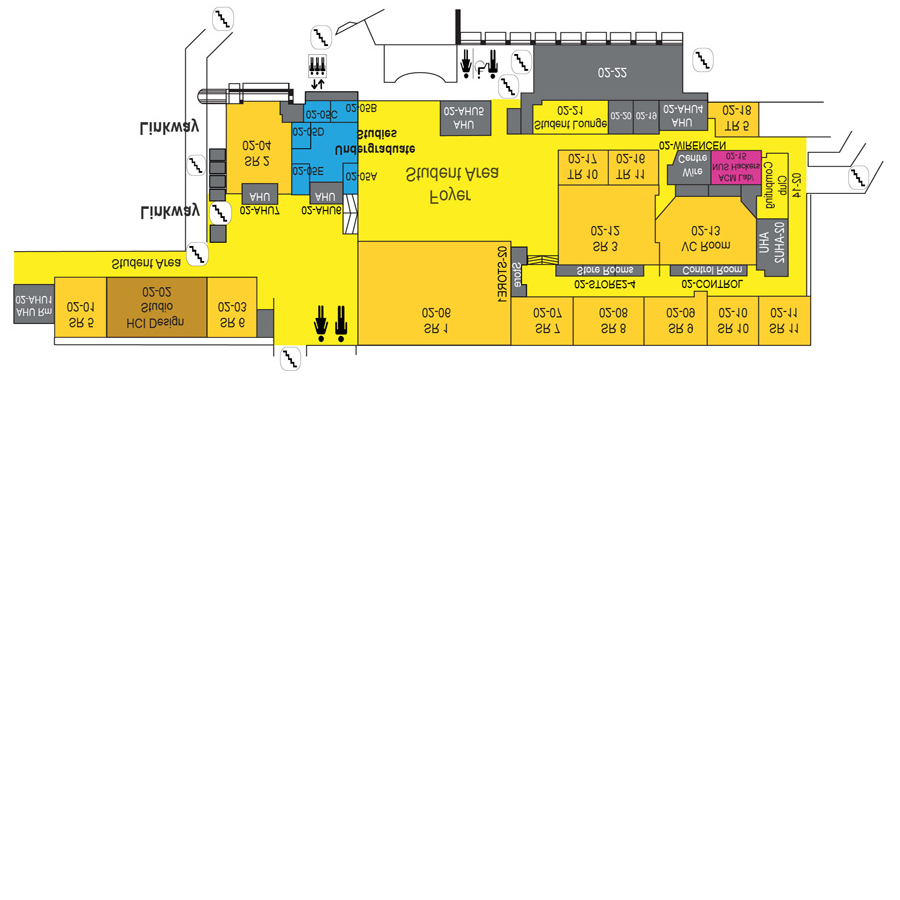 SR 1
02-06
SR 7
02-07
SR 8
02-08
SR 9
02-09
SR 10
02-10
SR 11
02-11
SR 5
02-01
HCI Design
Studio
02-02
SR 6
02-03
AHU Rm
02-AHU1
02-STORE1
Store
02-STORE2-4
02-CONTROL
Store Rooms
Control Room
Student Area
SR 3
02-12
VC Room
02-13
AHU
02-AHU2
Linkway
02-AHU7
AHU
02-AHU6
AHU
Foyer
Student Area
Computing
Club
02-14
TR 10
02-17
TR 11
02-16
Wire
Centre
ACM Lab/
NUS Hackers
02-15
02-WIRENCEN
SR 2
02-04
02-05E
02-05A
Undergraduate
Studies
02-05D
02-05C
02-05B
Linkway
AHU
02-AHU5
Student Lounge
02-21
02-20
02-19
AHU
02-AHU4
TR 5
02-18
02-22